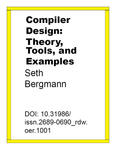 Compiler
Design:
Theory,
Tools, and
Examples
Seth
Bergmann
DOI: 10.31986/
issn.2689-0690_rdw.
oer.1001